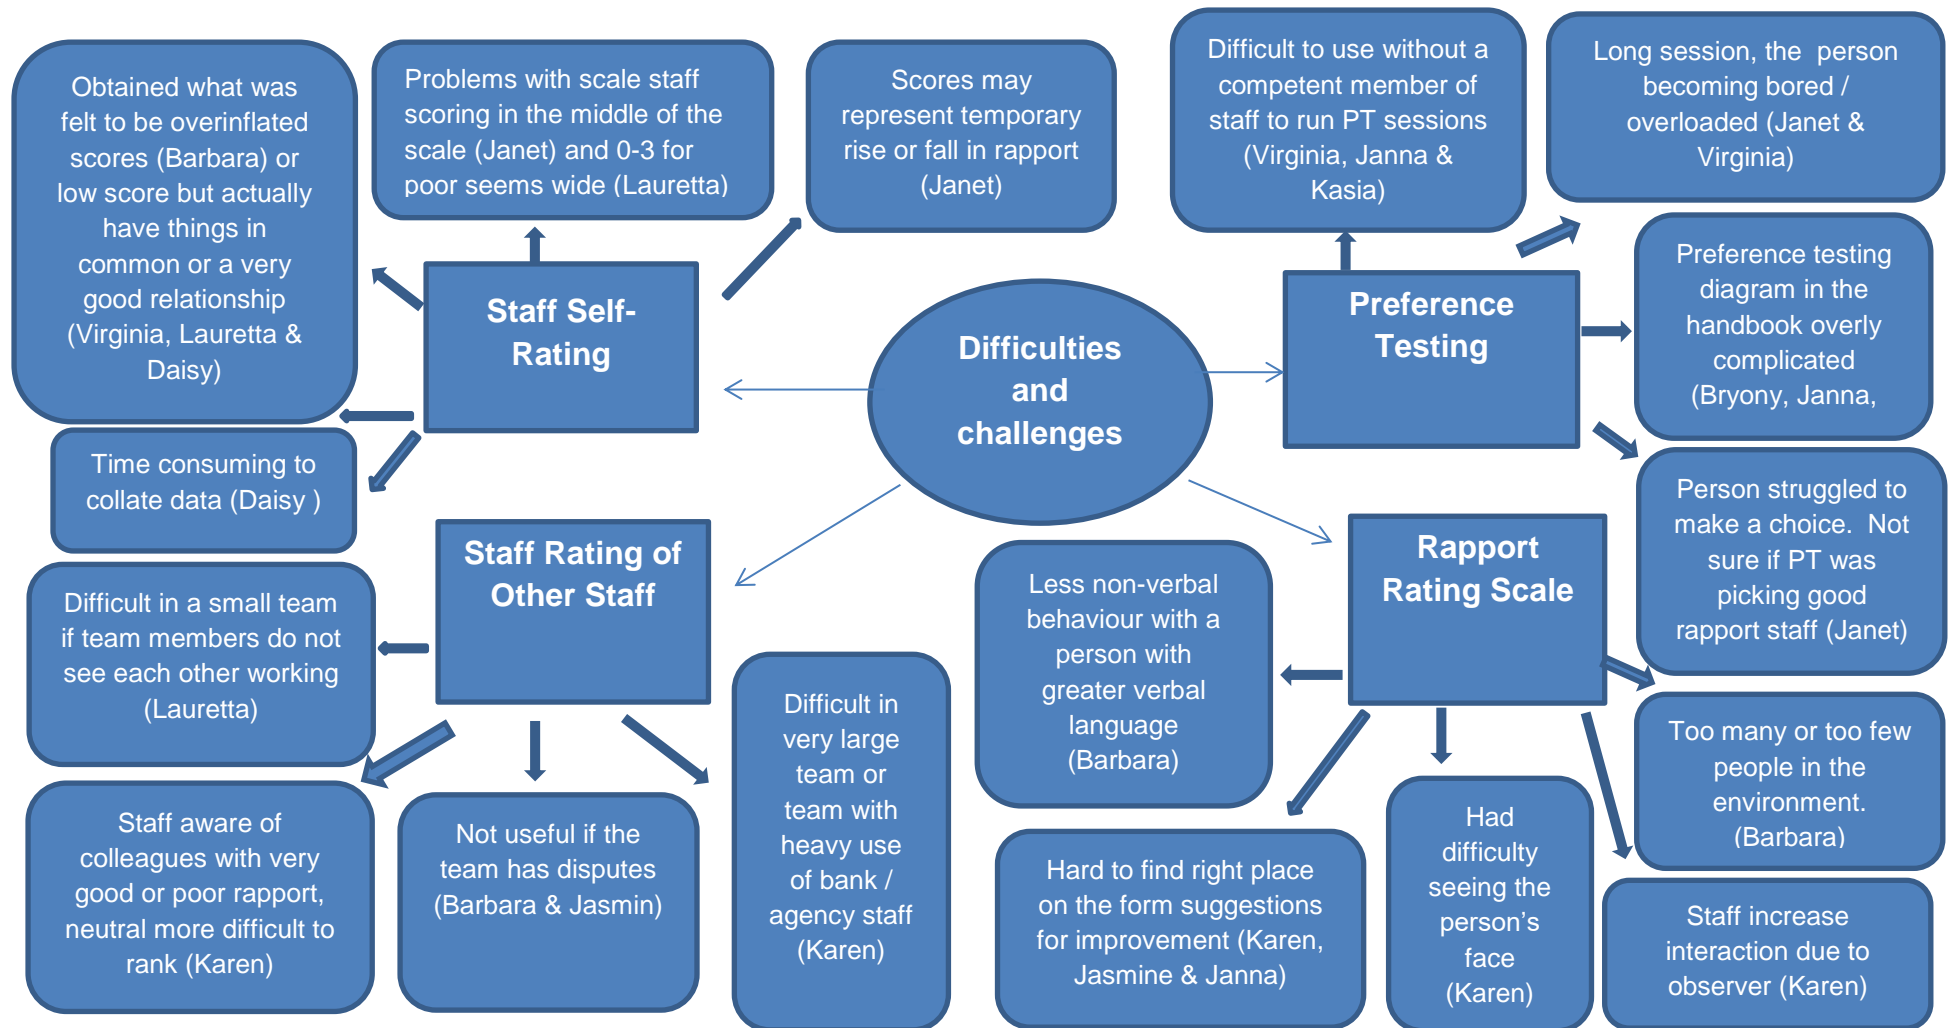 Obtained what was
felt to be overinflated
scores (Barbara) or
low score but actually
have things in
common or a very
good relationship
(Virginia, Lauretta &
Daisy)
Problems with scale staff
scoring in the middle of the
scale (Janet) and 0-3 for
poor seems wide (Lauretta)
Scores may
represent temporary
rise or fall in rapport
(Janet)
Difficult to use without a
competent member of
staff to run PT sessions
(Virginia, Janna &
Kasia)
Long session, the person
becoming bored /
overloaded (Janet &
Virginia)
Staff Self-
Rating
Difficulties
and
challenges
Preference
Testing
Preference testing
diagram in the
handbook overly
complicated
(Bryony, Janna,
Time consuming to
collate data (Daisy )
Person struggled to
make a choice. Not
sure if PT was
picking good
rapport staff (Janet)
Staff Rating of
Other Staff
Rapport
Rating Scale
Difficult in a small team
if team members do not
see each other working
(Lauretta)
Less non-verbal
behaviour with a
person with
greater verbal
language
(Barbara)
Difficult in
very large
team or
team with
heavy use
of bank /
agency staff
(Karen)
Too many or too few
people in the
environment.
(Barbara)
Staff aware of
colleagues with very
good or poor rapport,
neutral more difficult to
rank (Karen)
Not useful if the
team has disputes
(Barbara & Jasmin)
Hard to find right place
on the form suggestions
for improvement (Karen,
Jasmine & Janna)
Had
difficulty
seeing the
person’s
face
(Karen)
Staff increase
interaction due to
observer (Karen)